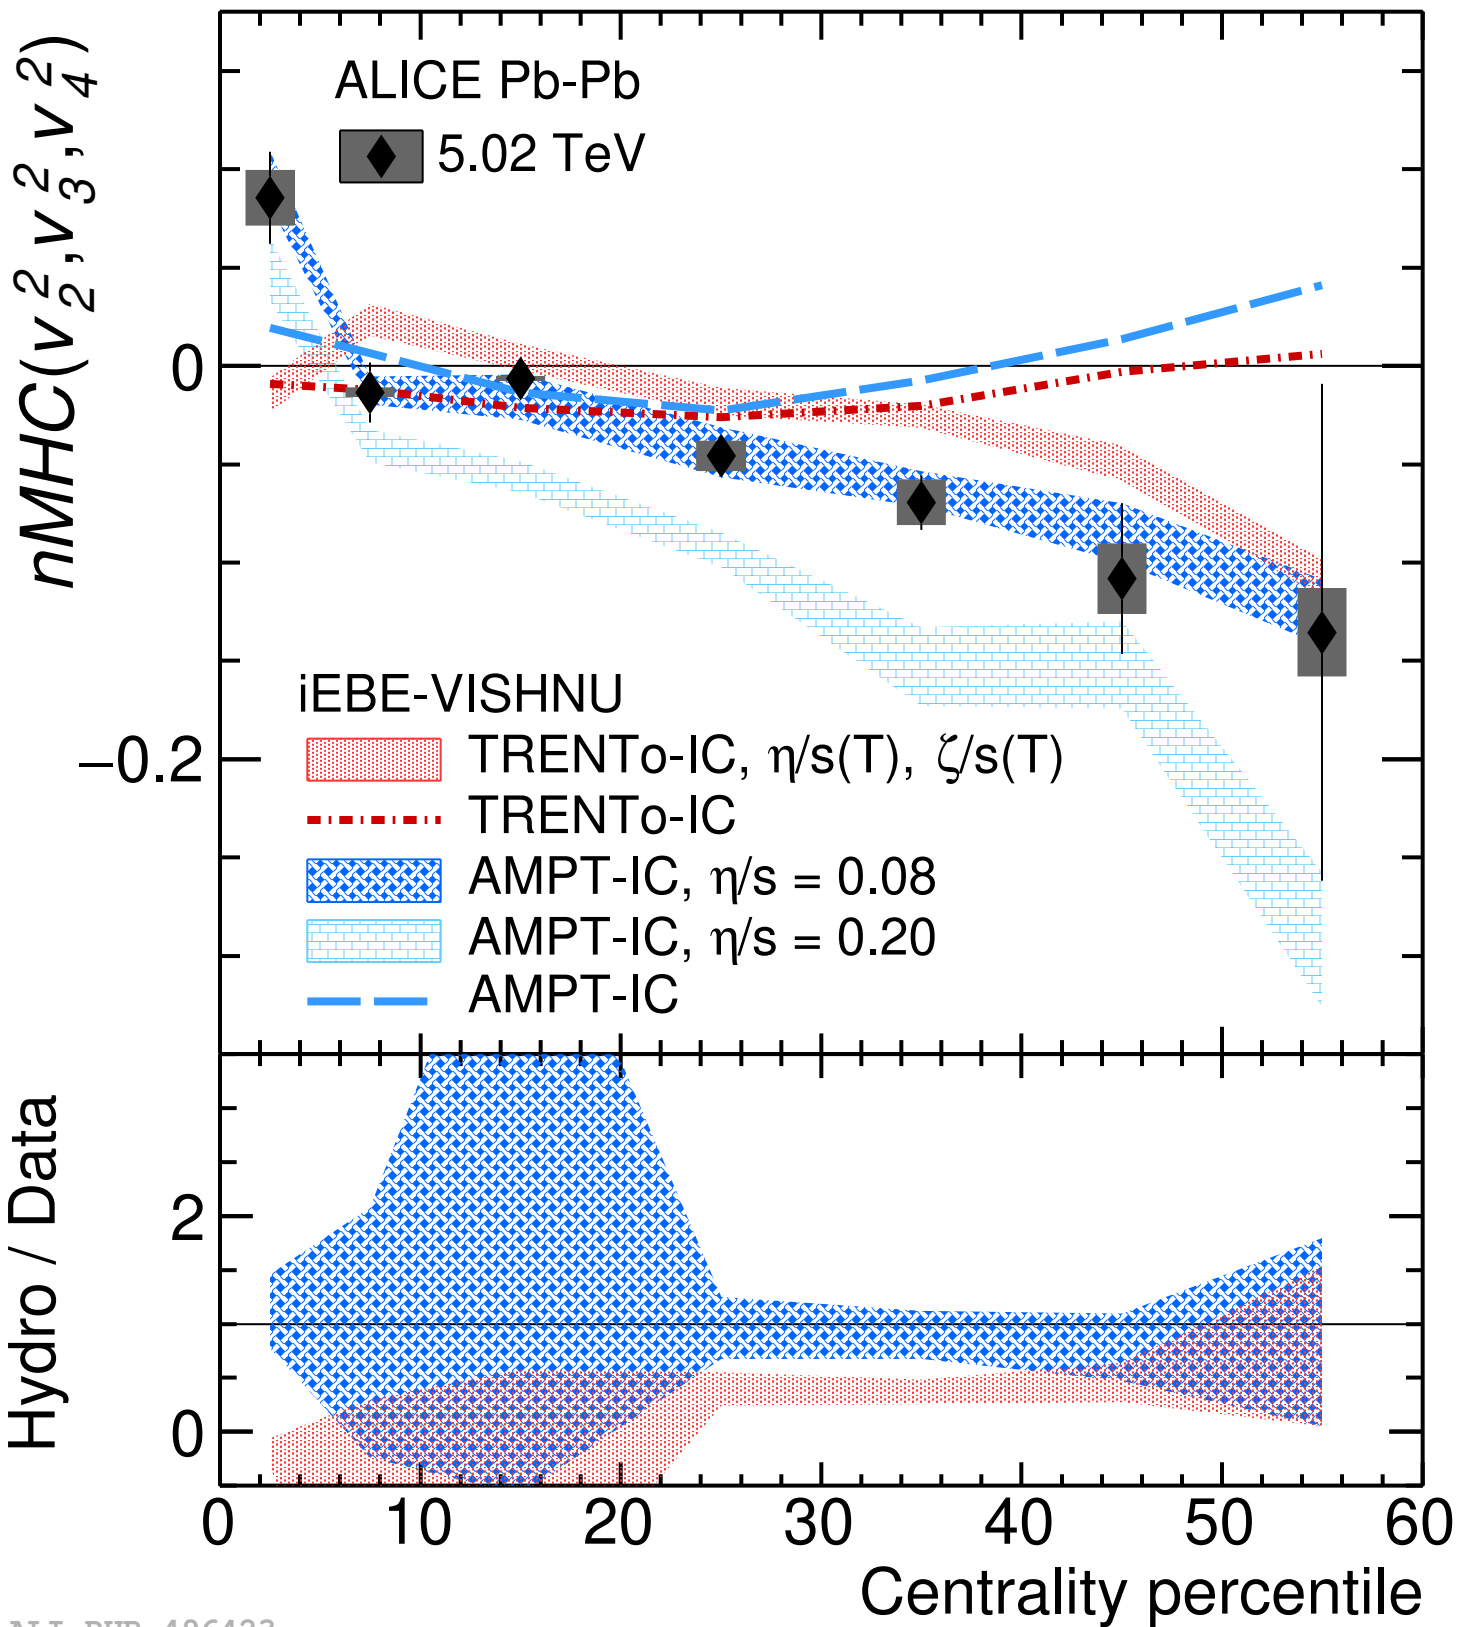 nMHC(v₂²,v₃²,v₄²)
ALICE Pb-Pb
5.02 TeV
0
−0.2
iEBE-VISHNU
TRENTo-IC, η/s(T), ζ/s(T)
TRENTo-IC
AMPT-IC, η/s = 0.08
AMPT-IC, η/s = 0.20
AMPT-IC
Hydro / Data
2
0
0 10 20 30 40 50 60
Centrality percentile